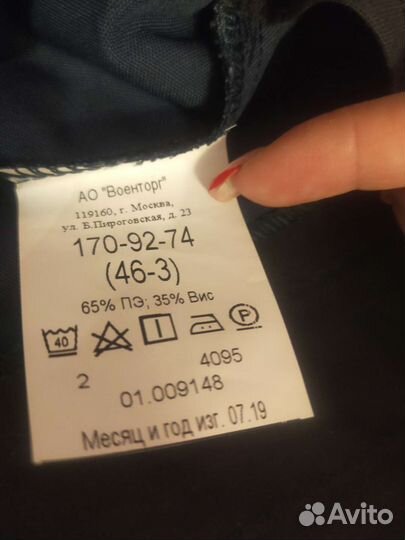 АО "Военторг"
119160, г. Москва,
ул. Б.Пироговская, д. 23
170-92-74
(46-3)
65% ПЭ; 35% Вис
40 P
2 4095
01.009148
Месяц и год изг. 07.19
Avito